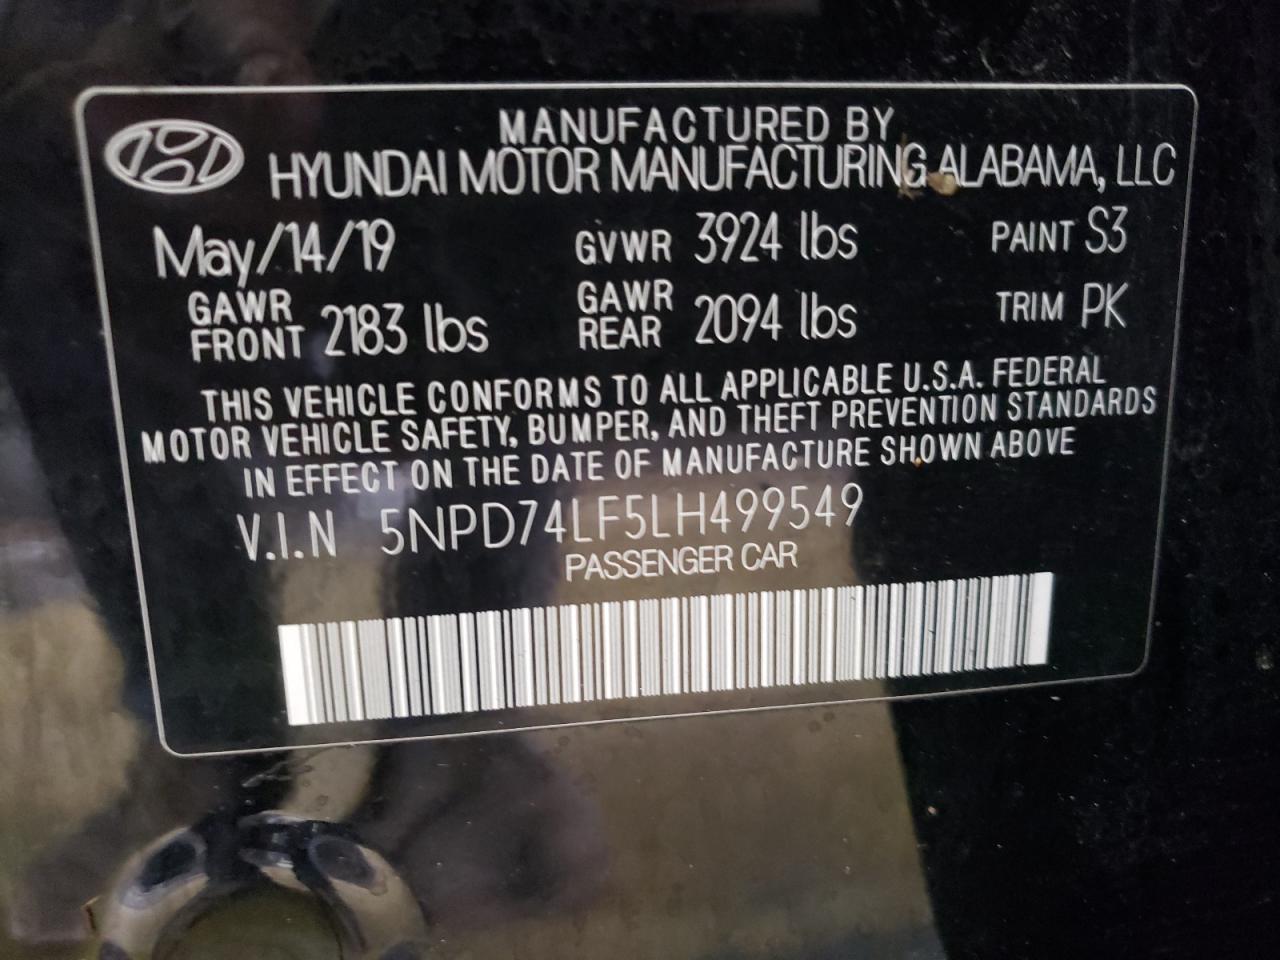 MANUFACTURED BY
HYUNDAI MOTOR MANUFACTURING ALABAMA, LLC
May/14/19 GVWR 3924 lbs PAINT S3
GAWR FRONT 2183 lbs GAWR REAR 2094 lbs TRIM PK
THIS VEHICLE CONFORMS TO ALL APPLICABLE U.S.A. FEDERAL
MOTOR VEHICLE SAFETY, BUMPER, AND THEFT PREVENTION STANDARDS
IN EFFECT ON THE DATE OF MANUFACTURE SHOWN ABOVE
V.I.N 5NPD74LF5LH499549
PASSENGER CAR